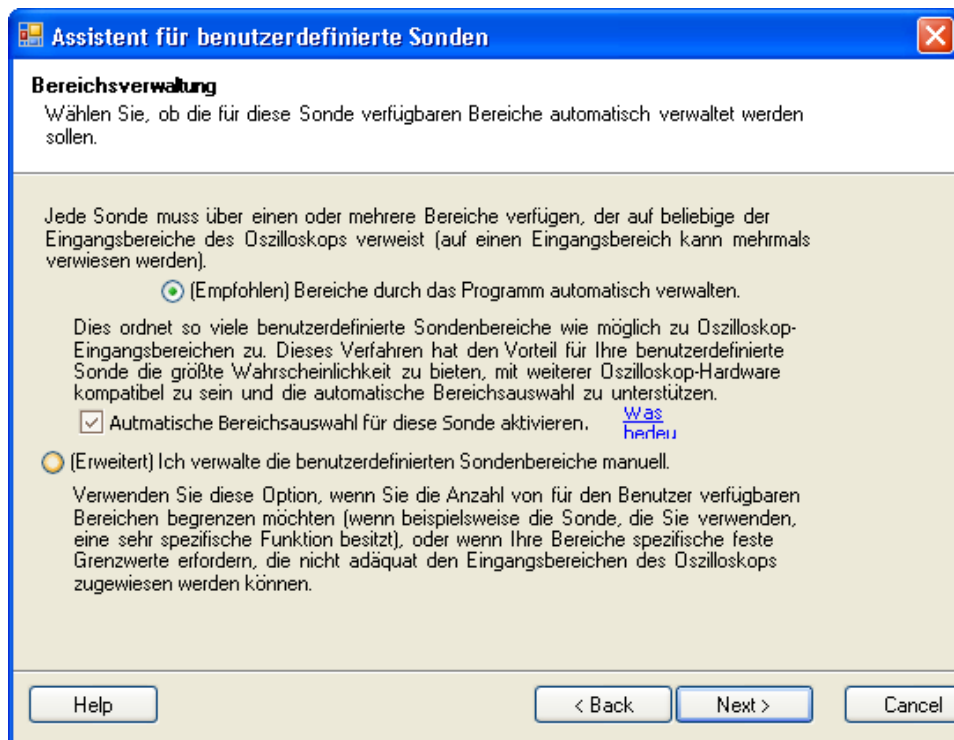 Assistent für benutzerdefinierte Sonden
Bereichsverwaltung
Wählen Sie, ob die für diese Sonde verfügbaren Bereiche automatisch verwaltet werden
sollen.
Jede Sonde muss über einen oder mehrere Bereiche verfügen, der auf beliebige der
Eingangsbereiche des Oszilloskops verweist (auf einen Eingangsbereich kann mehrmals
verwiesen werden).
(Empfohlen) Bereiche durch das Programm automatisch verwalten.
Dies ordnet so viele benutzerdefinierte Sondenbereiche wie möglich zu Oszilloskop-
Eingangsbereichen zu. Dieses Verfahren hat den Vorteil für Ihre benutzerdefinierte
Sonde die größte Wahrscheinlichkeit zu bieten, mit weiterer Oszilloskop-Hardware
kompatibel zu sein und die automatische Bereichsauswahl zu unterstützen.
Autmatische Bereichsauswahl für diese Sonde aktivieren. Was
bedeu
(Erweitert) Ich verwalte die benutzerdefinierten Sondenbereiche manuell.
Verwenden Sie diese Option, wenn Sie die Anzahl von für den Benutzer verfügbaren
Bereichen begrenzen möchten (wenn beispielsweise die Sonde, die Sie verwenden,
eine sehr spezifische Funktion besitzt), oder wenn Ihre Bereiche spezifische feste
Grenzwerte erfordern, die nicht adäquat den Eingangsbereichen des Oszilloskops
zugewiesen werden können.
Help
< Back
Next >
Cancel